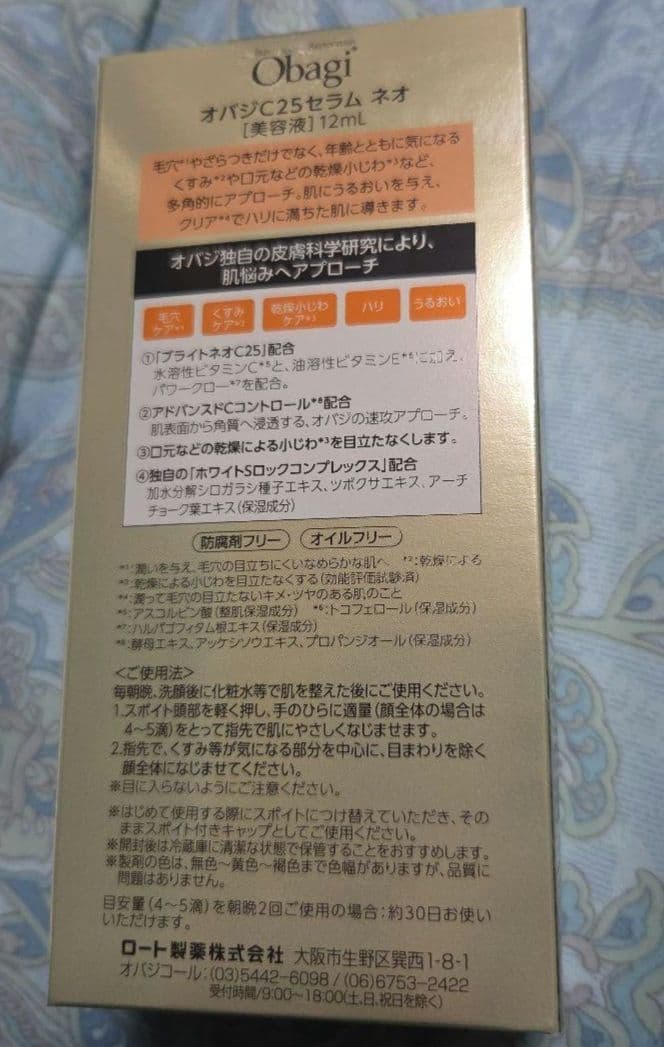 Obagi
オバジC25セラム ネオ
[美容液]12mL
毛穴*1やざらつきだけでなく、年齢とともに気になる
くすみ*2や口元などの乾燥小じわ*3など、
多角的にアプローチ。肌にうるおいを与え、
クリア*4でハリに満ちた肌に導きます。
オバジ独自の皮膚科学研究により、
肌悩みへアプローチ
毛穴
ケア*1
くすみ
ケア*2
乾燥小じわ
ケア*3
ハリ
うるおい
①「ブライトネオC25」配合
水溶性ビタミンC*5と、油溶性ビタミンE*6に加え、
パワークロー*7を配合。
②アドバンスドCコントロール*8配合
肌表面から角質へ浸透する、オバジの速攻アプローチ。
③口元などの乾燥による小じわ*3を目立たなくします。
④独自の「ホワイトSロックコンプレックス」配合
加水分解シロガラシ種子エキス、ツボクサエキス、アーチ
チョーク葉エキス(保湿成分)
防腐剤フリー オイルフリー
*1:潤いを与え、毛穴の目立ちにくいなめらかな肌へ *2:乾燥による
*3:乾燥による小じわを目立たなくする(効能評価試験済)
*4:潤って毛穴の目立たないキメ・ツヤのある肌のこと
*5:アスコルビン酸(整肌保湿成分) *6:トコフェロール(保湿成分)
*7:ハルパゴフィタム根エキス(保湿成分)
*8:酵母エキス、アッケシソウエキス、プロパンジオール(保湿成分)
<ご使用法>
毎朝晩、洗顔後に化粧水等で肌を整えた後にご使用ください。
1.スポイト頭部を軽く押し、手のひらに適量(顔全体の場合は
4〜5滴)をとって指先で肌にやさしくなじませます。
2.指先で、くすみ等が気になる部分を中心に、目まわりを除く
顔全体になじませてください。
※目に入らないようにご注意ください。
※はじめて使用する際にスポイトにつけ替えていただき、その
ままスポイト付きキャップとしてご使用ください。
※開封後は冷蔵庫に清潔な状態で保管することをおすすめします。
※製剤の色は、無色〜黄色〜褐色まで色幅がありますが、品質に
問題はありません。
目安量(4〜5滴)を朝晩2回ご使用の場合:約30日お使い
いただけます。
ロート製薬株式会社 大阪市生野区巽西1-8-1
オバジコール:(03)5442-6098/(06)6753-2422
受付時間/9:00〜18:00(土,日,祝日を除く)